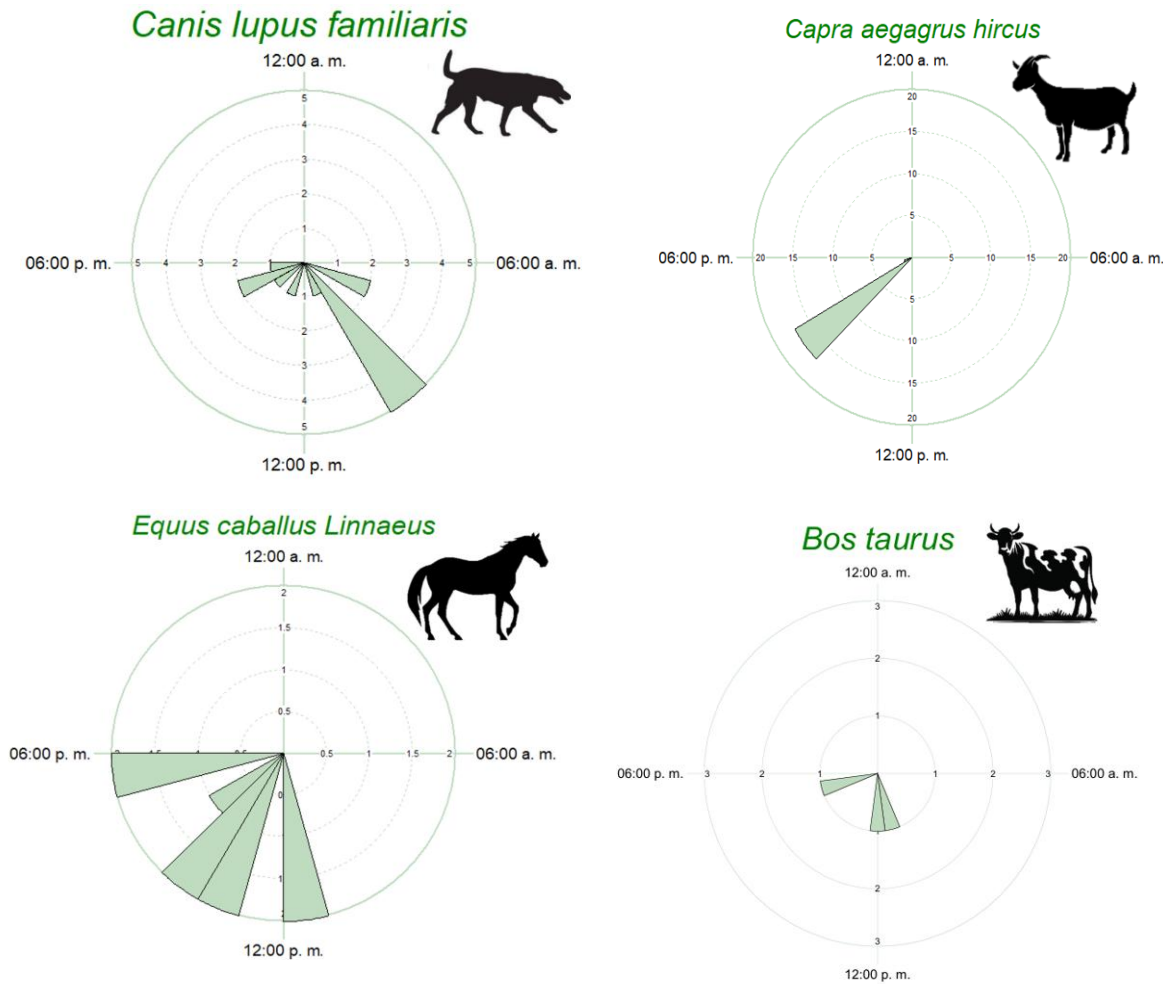 Canis lupus familiaris
12:00 a. m.
5
4
3
2
1
06:00 p. m. 5 4 3 2 1 1 2 3 4 5 06:00 a. m.
1
2
3
4
5
12:00 p. m.
Capra aegagrus hircus
12:00 a. m.
20
15
10
5
06:00 p. m. 20 15 10 5 5 10 15 20 06:00 a. m.
5
10
15
20
12:00 p. m.
Equus caballus Linnaeus
12:00 a. m.
2
1.5
1
0.5
06:00 p. m. 0.5 1 1.5 2 06:00 a. m.
12:00 p. m.
Bos taurus
12:00 a. m.
3
2
1
06:00 p. m. 3 2 1 1 2 3 06:00 a. m.
2
3
12:00 p. m.